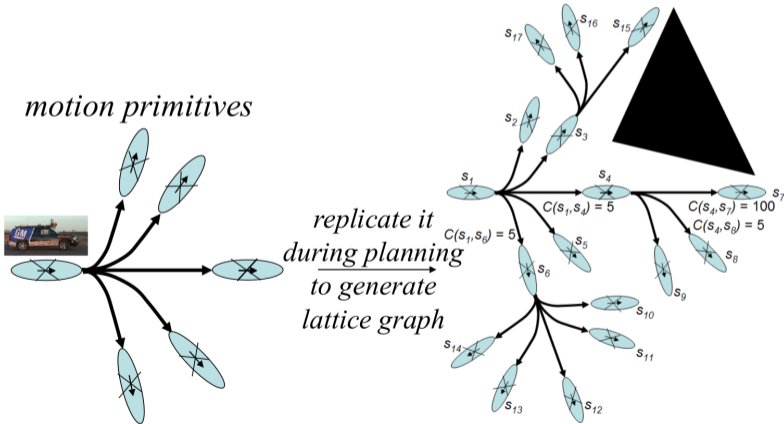 motion primitives
replicate it
during planning
to generate
lattice graph
s17
s16
s15
s2
s3
s1
s4
s7
C(s1,s4) = 5
C(s4,s7) = 100
C(s4,s8) = 5
C(s1,s6) = 5
s5
s6
s8
s9
s10
s11
s14
s13
s12